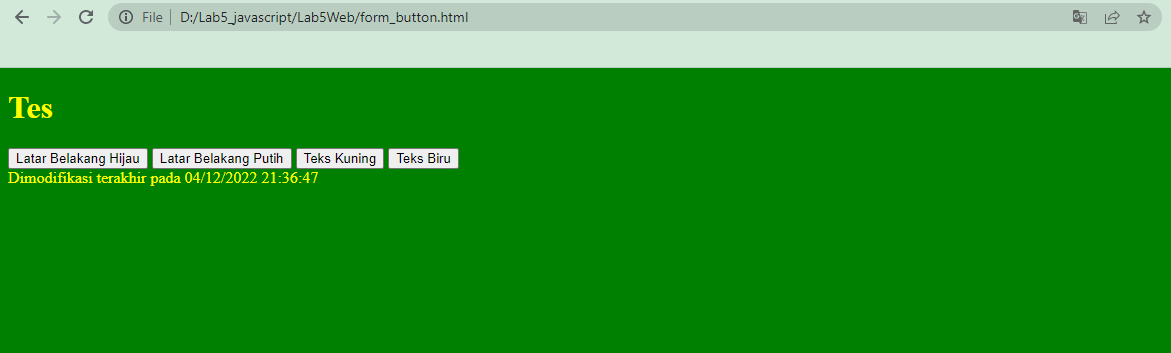 File | D:/Lab5_javascript/Lab5Web/form_button.html
Tes
Latar Belakang Hijau Latar Belakang Putih Teks Kuning Teks Biru
Dimodifikasi terakhir pada 04/12/2022 21:36:47